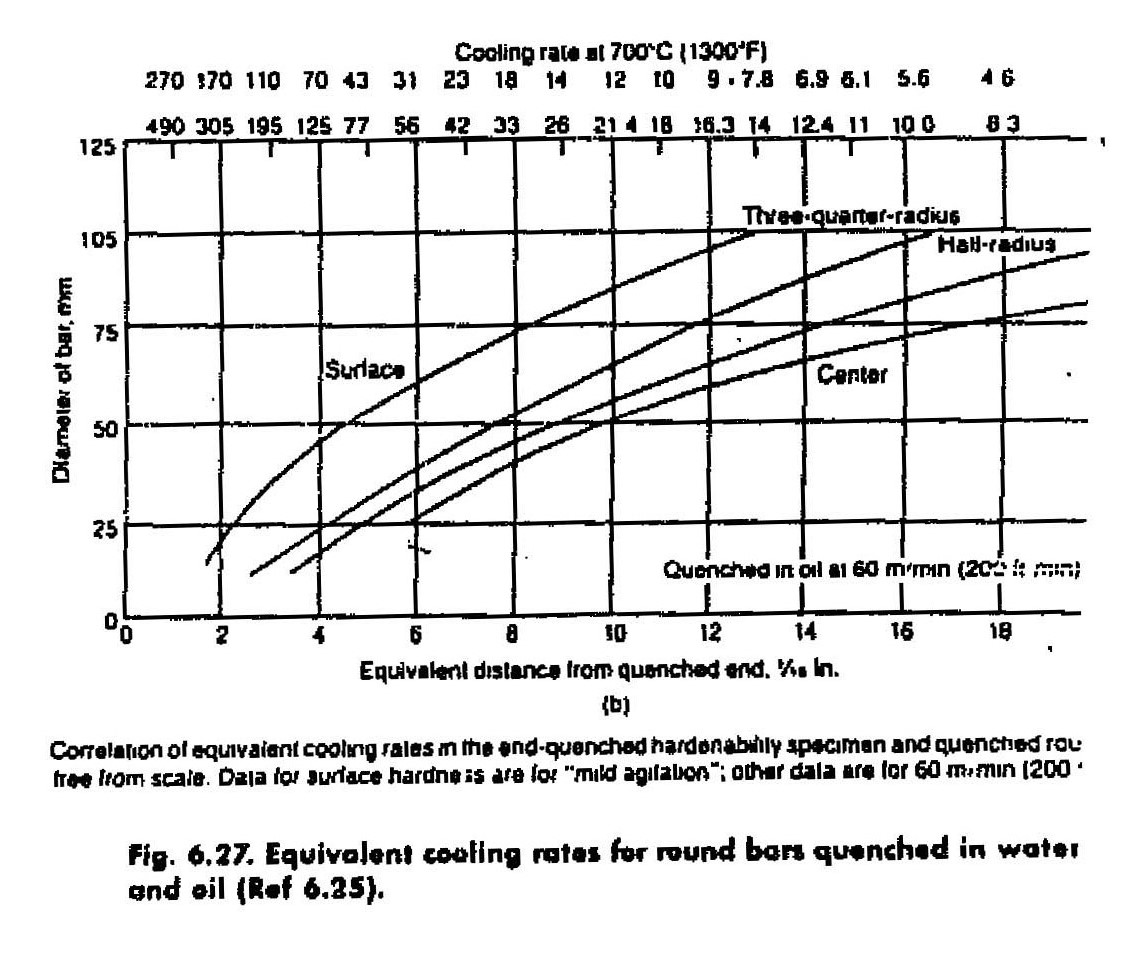 Cooling rate at 700°C (1300°F)
270 170 110 70 43 31 23 18 14 12 10 9 7.8 6.9 6.1 5.6 4 6
490 305 195 125 77 56 42 33 26 21 4 18 16.3 14 12.4 11 10 0 8 3
125
105
75
50
25
0
Diameter of bar, mm
Three-quarter-radius
Half-radius
Surface
Center
Quenched in oil at 60 m/min (200 ft/min)
0 2 4 6 8 10 12 14 16 18
Equivalent distance from quenched end, 1/16 in.
(b)
Correlation of equivalent cooling rates in the end-quenched hardenability specimen and quenched rou
free from scale. Data for surface hardness are for "mild agitation"; other data are for 60 m/min (200
Fig. 6.27. Equivalent cooling rates for round bars quenched in water
and oil (Ref 6.25).